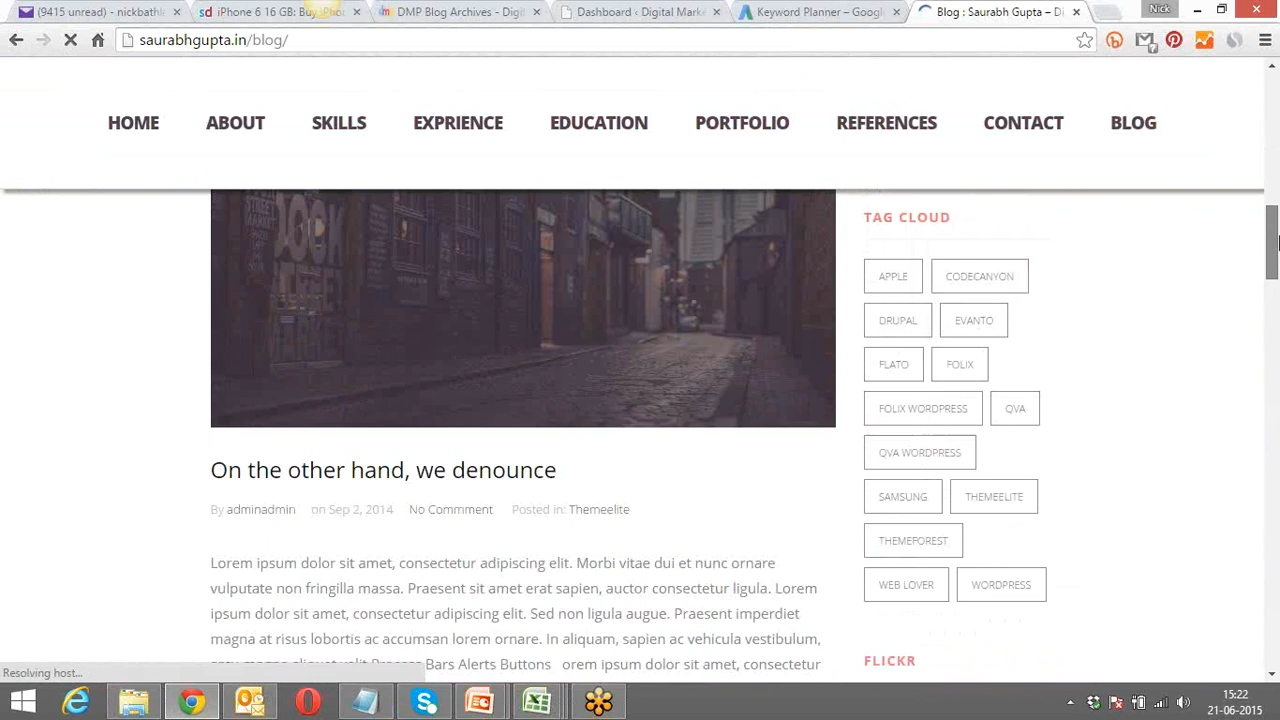 (9415 unread) - nickbathl
iPhone 6 16 GB: Buy iPho
DMP Blog Archives - Digit
Dashboard ‹ Digital Mark
Keyword Planner – Google
Blog : Saurabh Gupta – Di
Nick
saurabhgupta.in/blog/
HOME ABOUT SKILLS EXPRIENCE EDUCATION PORTFOLIO REFERENCES CONTACT BLOG
TAG CLOUD
APPLE CODECANYON
DRUPAL EVANTO
FLATO FOLIX
FOLIX WORDPRESS QVA
QVA WORDPRESS
SAMSUNG THEMEELITE
THEMEFOREST
WEB LOVER WORDPRESS
FLICKR
On the other hand, we denounce
By adminadmin on Sep 2, 2014 No Commment Posted in: Themeelite
Lorem ipsum dolor sit amet, consectetur adipiscing elit. Morbi vitae dui et nunc ornare
vulputate non fringilla massa. Praesent sit amet erat sapien, auctor consectetur ligula. Lorem
ipsum dolor sit amet, consectetur adipiscing elit. Sed non ligula augue. Praesent imperdiet
magna at risus lobortis ac accumsan lorem ornare. In aliquam, sapien ac vehicula vestibulum,
Bars Alerts Buttons orem ipsum dolor sit amet, consectetur
Resolving host...
15:22
21-06-2015